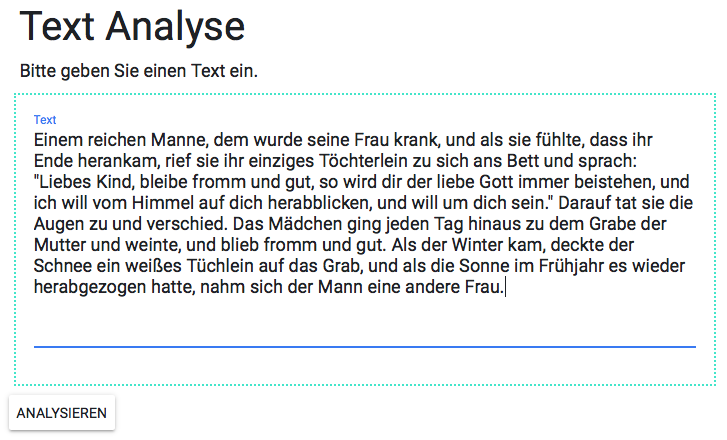 Text Analyse
Bitte geben Sie einen Text ein.
Text
Einem reichen Manne, dem wurde seine Frau krank, und als sie fühlte, dass ihr
Ende herankam, rief sie ihr einziges Töchterlein zu sich ans Bett und sprach:
"Liebes Kind, bleibe fromm und gut, so wird dir der liebe Gott immer beistehen, und
ich will vom Himmel auf dich herabblicken, und will um dich sein." Darauf tat sie die
Augen zu und verschied. Das Mädchen ging jeden Tag hinaus zu dem Grabe der
Mutter und weinte, und blieb fromm und gut. Als der Winter kam, deckte der
Schnee ein weißes Tüchlein auf das Grab, und als die Sonne im Frühjahr es wieder
herabgezogen hatte, nahm sich der Mann eine andere Frau.
ANALYSIEREN